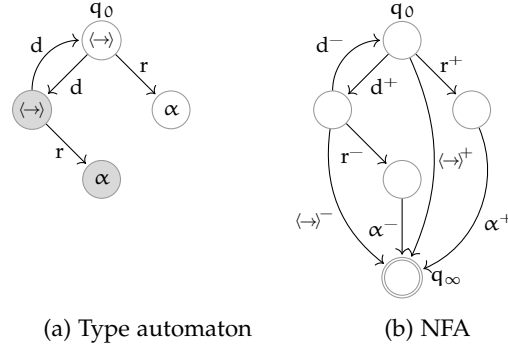 q₀
⟨→⟩
d
d
r
⟨→⟩
α
r
α
q₀
d⁻
d⁺
r⁺
r⁻
⟨→⟩⁺
⟨→⟩⁻
α⁻
α⁺
q∞
(a) Type automaton
(b) NFA